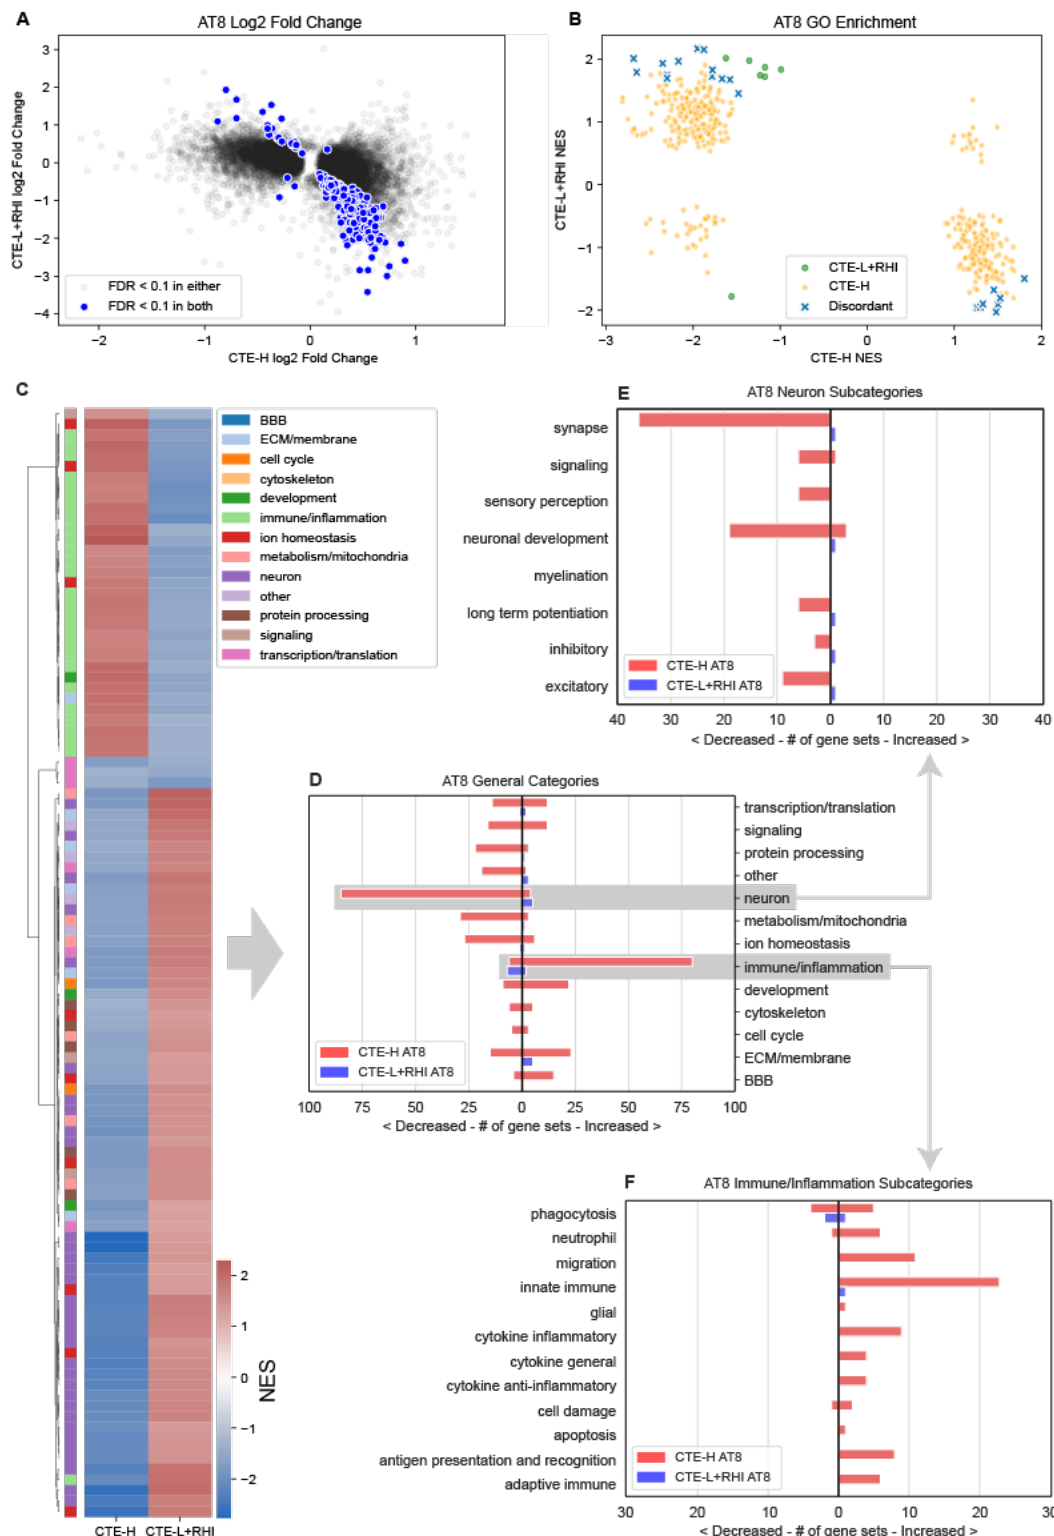 A
AT8 Log2 Fold Change
3
2
1
0
−1
−2
−3
−4
CTE-L+RHI log2 Fold Change
FDR < 0.1 in either
FDR < 0.1 in both
−2
−1
0
1
CTE-H log2 Fold Change
B
AT8 GO Enrichment
2
1
0
−1
−2
CTE-L+RHI NES
CTE-L+RHI
CTE-H
Discordant
−3
−2
−1
0
1
2
CTE-H NES
C
BBB
ECM/membrane
cell cycle
cytoskeleton
development
immune/inflammation
ion homeostasis
metabolism/mitochondria
neuron
other
protein processing
signaling
transcription/translation
2
1
0
−1
−2
NES
CTE-H
CTE-L+RHI
E
AT8 Neuron Subcategories
synapse
signaling
sensory perception
neuronal development
myelination
long term potentiation
inhibitory
excitatory
CTE-H AT8
CTE-L+RHI AT8
40
30
20
10
0
10
20
30
40
< Decreased - # of gene sets - Increased >
D
AT8 General Categories
transcription/translation
signaling
protein processing
other
neuron
metabolism/mitochondria
ion homeostasis
immune/inflammation
development
cytoskeleton
cell cycle
ECM/membrane
BBB
CTE-H AT8
CTE-L+RHI AT8
100
75
50
25
0
25
50
75
100
< Decreased - # of gene sets - Increased >
F
AT8 Immune/Inflammation Subcategories
phagocytosis
neutrophil
migration
innate immune
glial
cytokine inflammatory
cytokine general
cytokine anti-inflammatory
cell damage
apoptosis
antigen presentation and recognition
adaptive immune
CTE-H AT8
CTE-L+RHI AT8
30
20
10
0
10
20
30
< Decreased - # of gene sets - Increased >